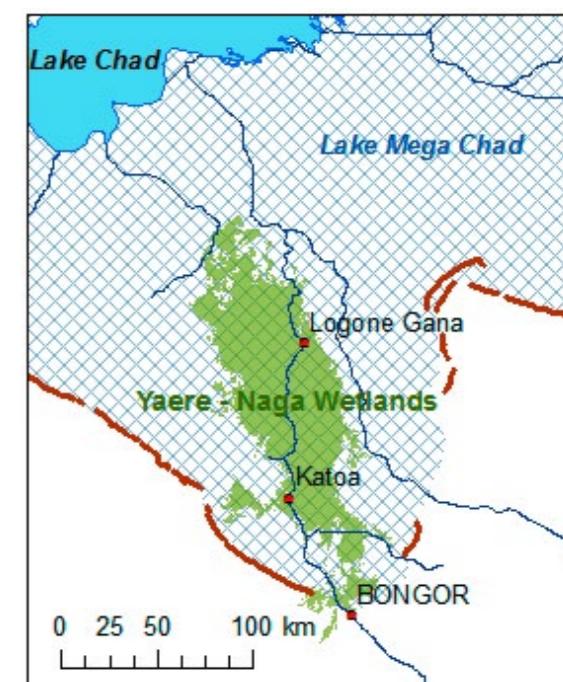 Lake Chad
Lake Mega Chad
Logone Gana
Yaere - Naga Wetlands
Katoa
BONGOR
0 25 50 100 km